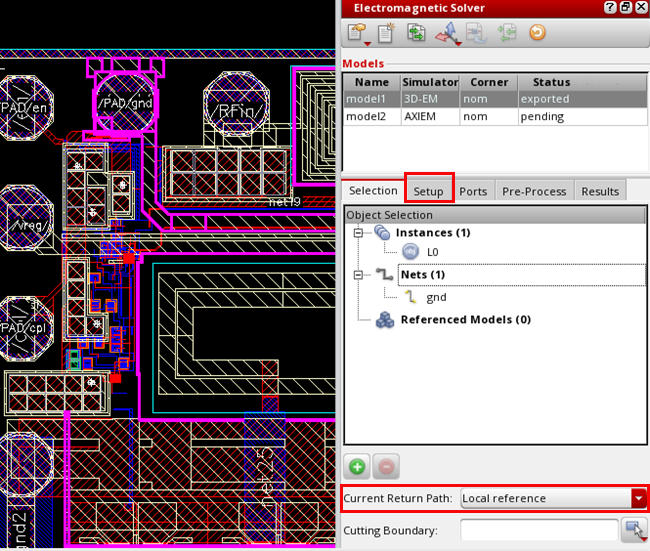 Electromagnetic Solver
Models
Name Simulator Corner Status
model1 3D-EM nom exported
model2 AXIEM nom pending
Selection Setup Ports Pre-Process Results
Object Selection
Instances (1)
L0
Nets (1)
gnd
Referenced Models (0)
Current Return Path: Local reference
Cutting Boundary:
PAD/en
/PAD/gnd
/RFin/
net19
/vreg/
PAD/cpl
net25
gnd2